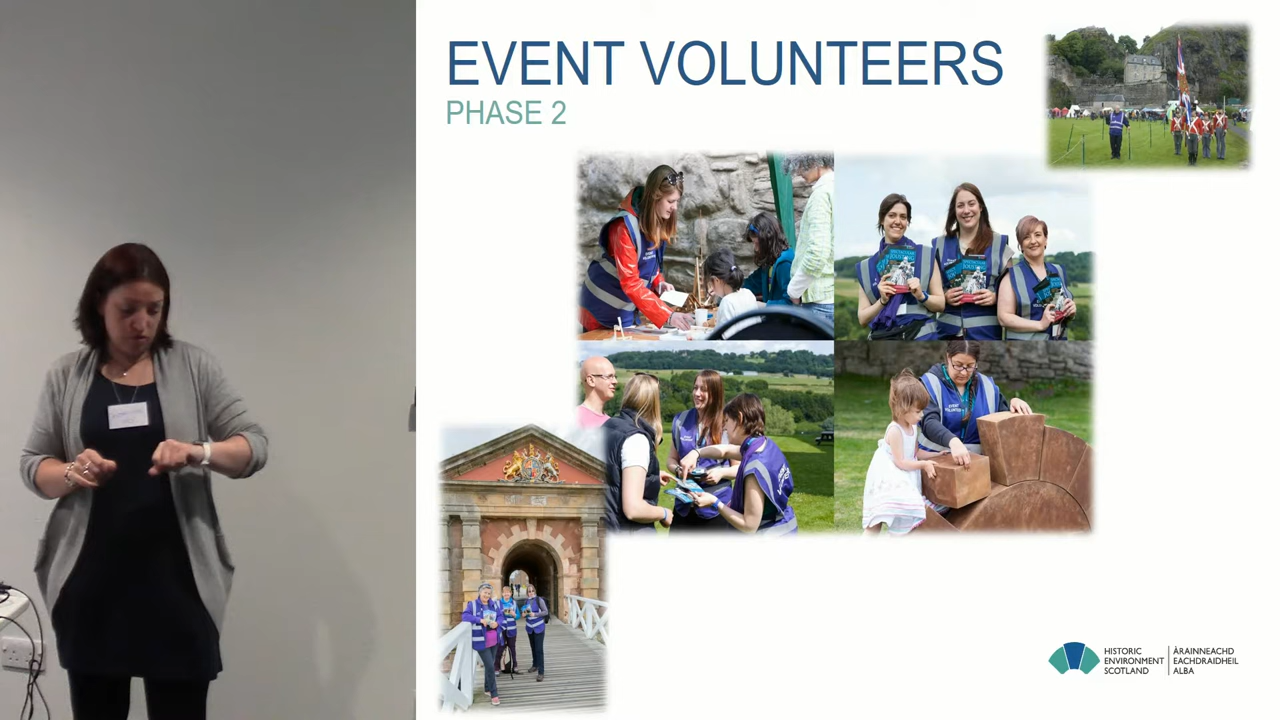 EVENT VOLUNTEERS
PHASE 2
HISTORIC
ENVIRONMENT
SCOTLAND
ÀRAINNEACHD
EACHDRAIDHEIL
ALBA